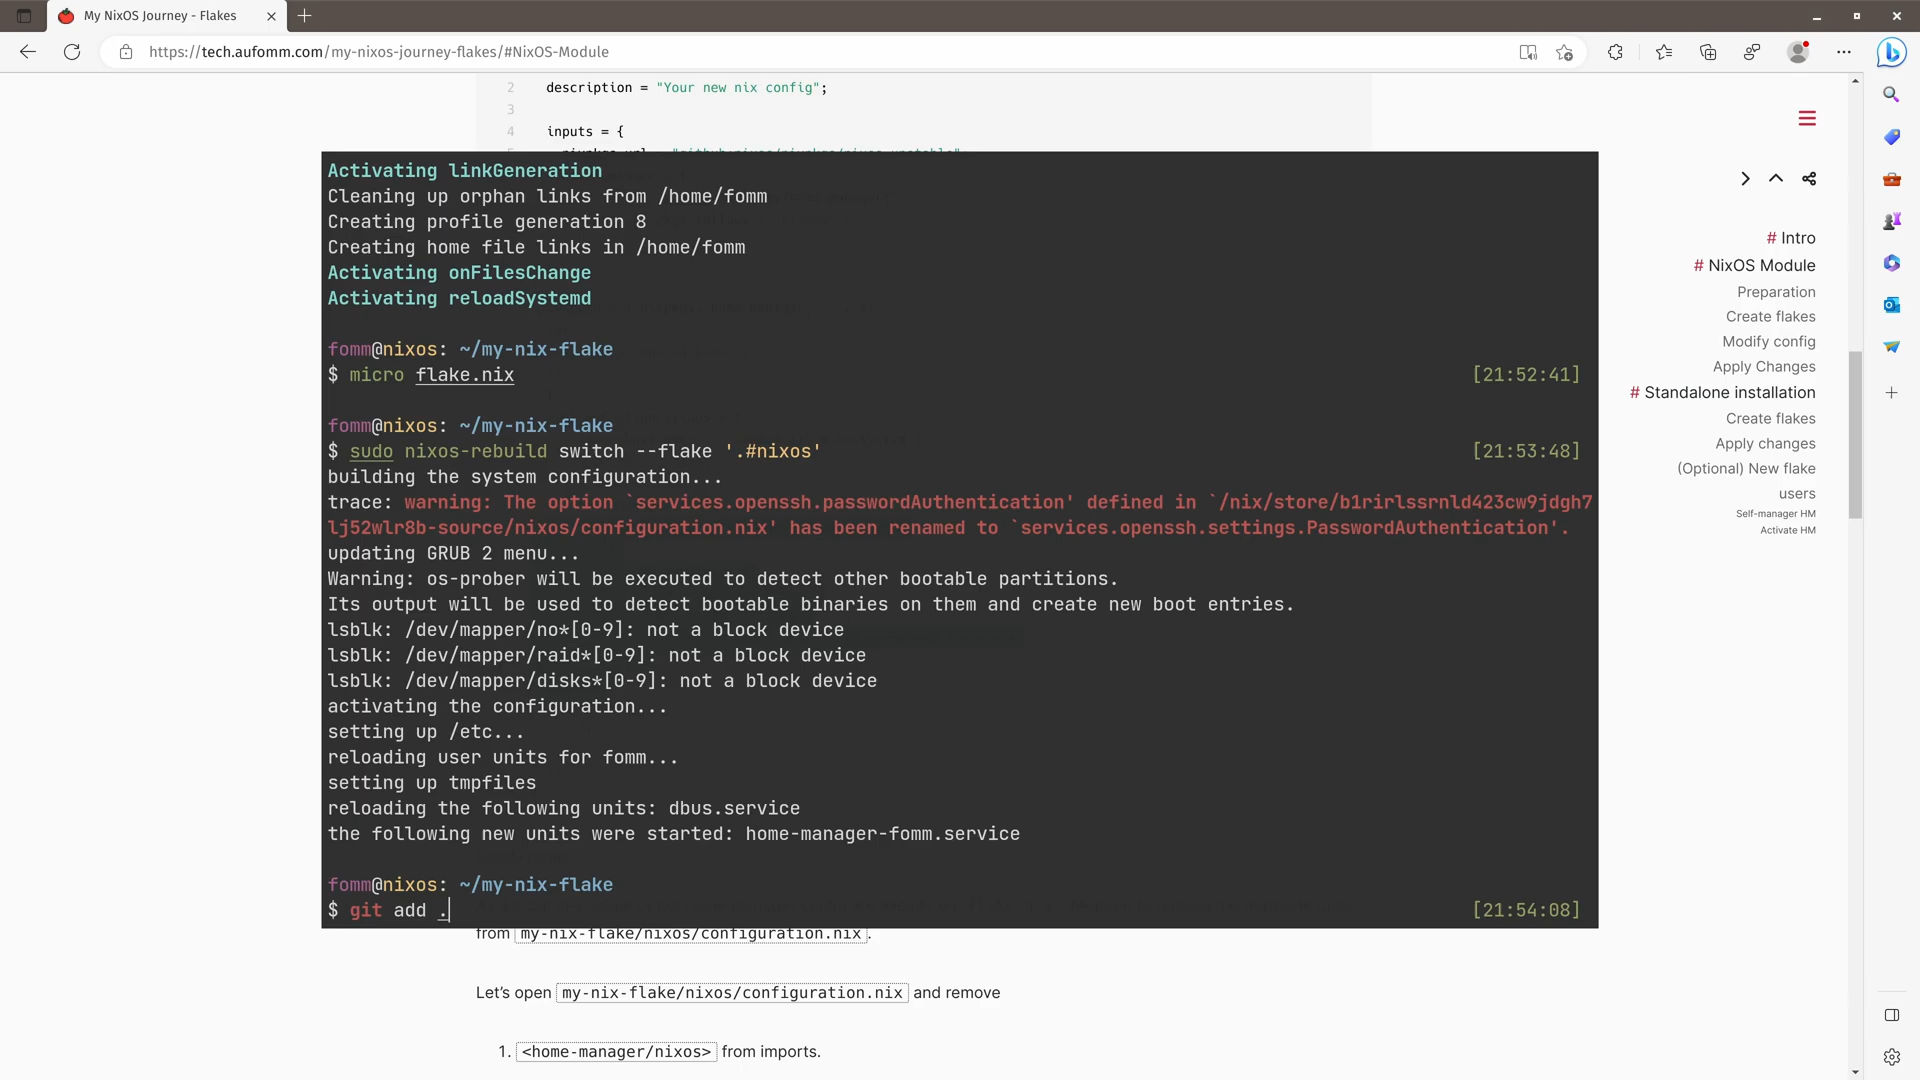 My NixOS Journey - Flakes
https://tech.aufomm.com/my-nixos-journey-flakes/#NixOS-Module
2 description = "Your new nix config";
3
4 inputs = {
Activating linkGeneration
Cleaning up orphan links from /home/fomm
Creating profile generation 8
Creating home file links in /home/fomm
Activating onFilesChange
Activating reloadSystemd
fomm@nixos: ~/my-nix-flake
$ micro flake.nix [21:52:41]
fomm@nixos: ~/my-nix-flake
$ sudo nixos-rebuild switch --flake '.#nixos' [21:53:48]
building the system configuration...
trace: warning: The option `services.openssh.passwordAuthentication' defined in `/nix/store/b1rirlssrnld423cw9jdgh7
lj52wlr8b-source/nixos/configuration.nix' has been renamed to `services.openssh.settings.PasswordAuthentication'.
updating GRUB 2 menu...
Warning: os-prober will be executed to detect other bootable partitions.
Its output will be used to detect bootable binaries on them and create new boot entries.
lsblk: /dev/mapper/no*[0-9]: not a block device
lsblk: /dev/mapper/raid*[0-9]: not a block device
lsblk: /dev/mapper/disks*[0-9]: not a block device
activating the configuration...
setting up /etc...
reloading user units for fomm...
setting up tmpfiles
reloading the following units: dbus.service
the following new units were started: home-manager-fomm.service
fomm@nixos: ~/my-nix-flake
$ git add . [21:54:08]
from my-nix-flake/nixos/configuration.nix.
Let's open my-nix-flake/nixos/configuration.nix and remove
1. <home-manager/nixos> from imports.
# Intro
# NixOS Module
Preparation
Create flakes
Modify config
Apply Changes
# Standalone installation
Create flakes
Apply changes
(Optional) New flake
users
Self-manager HM
Activate HM